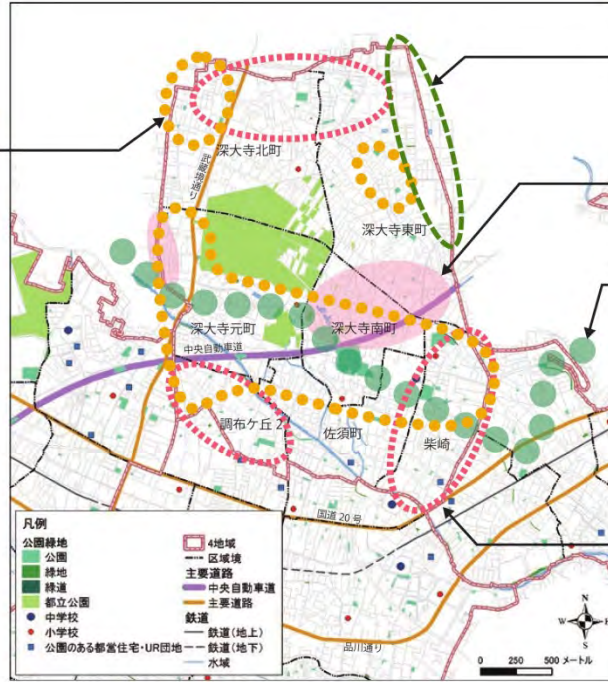 深大寺北町
武蔵境通り
深大寺東町
深大寺元町
深大寺南町
中央自動車道
調布ケ丘 2
佐須町
柴崎
国道 20 号
品川通り
凡例
公園緑地
公園
緑地
緑道
都立公園
中学校
小学校
公園のある都営住宅・UR団地
4地域
区域境
主要道路
中央自動車道
主要道路
鉄道
鉄道(地上)
鉄道(地下)
水域
N
W
E
S
0 250 500 メートル